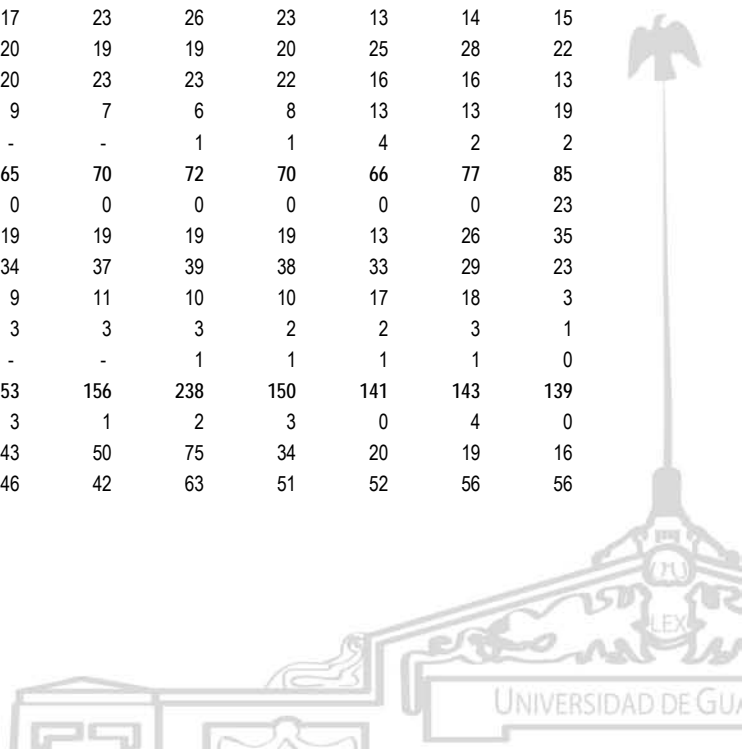 17 23 26 23 13 14 15
20 19 19 20 25 28 22
20 23 23 22 16 16 13
9 7 6 8 13 13 19
- - 1 1 4 2 2
65 70 72 70 66 77 85
0 0 0 0 0 0 23
19 19 19 19 13 26 35
34 37 39 38 33 29 23
9 11 10 10 17 18 3
3 3 3 2 2 3 1
- - 1 1 1 1 0
53 156 238 150 141 143 139
3 1 2 3 0 4 0
43 50 75 34 20 19 16
46 42 63 51 52 56 56
LEX
UNIVERSIDAD DE GUA